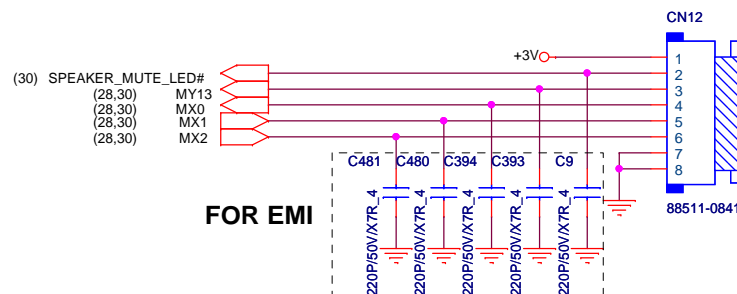 CN12
+3V
1
(30) SPEAKER_MUTE_LED#
2
(28,30) MY13
3
(28,30) MX0
4
(28,30) MX1
5
(28,30) MX2
6
7
8
C481 C480 C394 C393 C9
FOR EMI
220P/50V/X7R_4
220P/50V/X7R_4
220P/50V/X7R_4
220P/50V/X7R_4
220P/50V/X7R_4
88511-0841